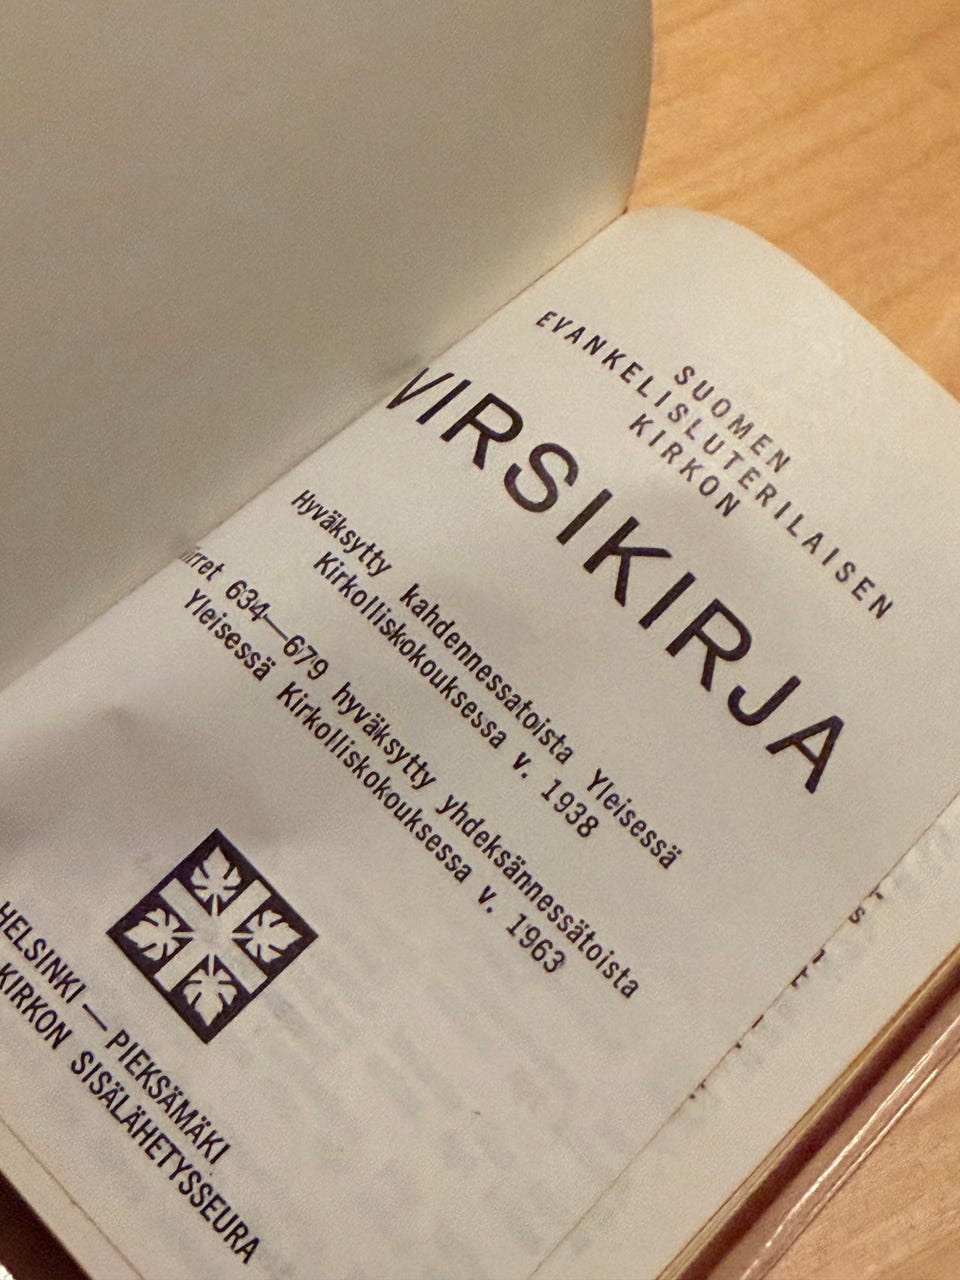 SUOMEN
EVANKELISLUTERILAISEN
KIRKON
VIRSIKIRJA
Hyväksytty kahdennessatoista Yleisessä
Kirkolliskokouksessa v. 1938
Virret 634—679 hyväksytty yhdeksännessätoista
Yleisessä Kirkolliskokouksessa v. 1963
HELSINKI — PIEKSÄMÄKI
KIRKON SISÄLÄHETYSSEURA